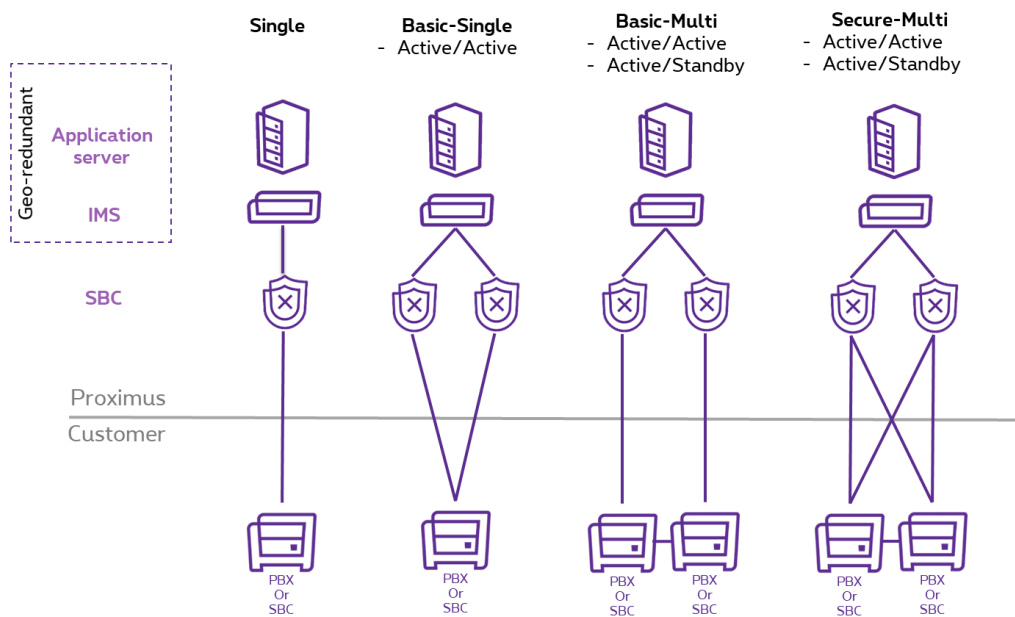 Single
Basic-Single
- Active/Active
Basic-Multi
- Active/Active
- Active/Standby
Secure-Multi
- Active/Active
- Active/Standby
Geo-redundant
Application
server
IMS
SBC
Proximus
Customer
PBX
Or
SBC
PBX
Or
SBC
PBX
Or
SBC
PBX
Or
SBC
PBX
Or
SBC
PBX
Or
SBC